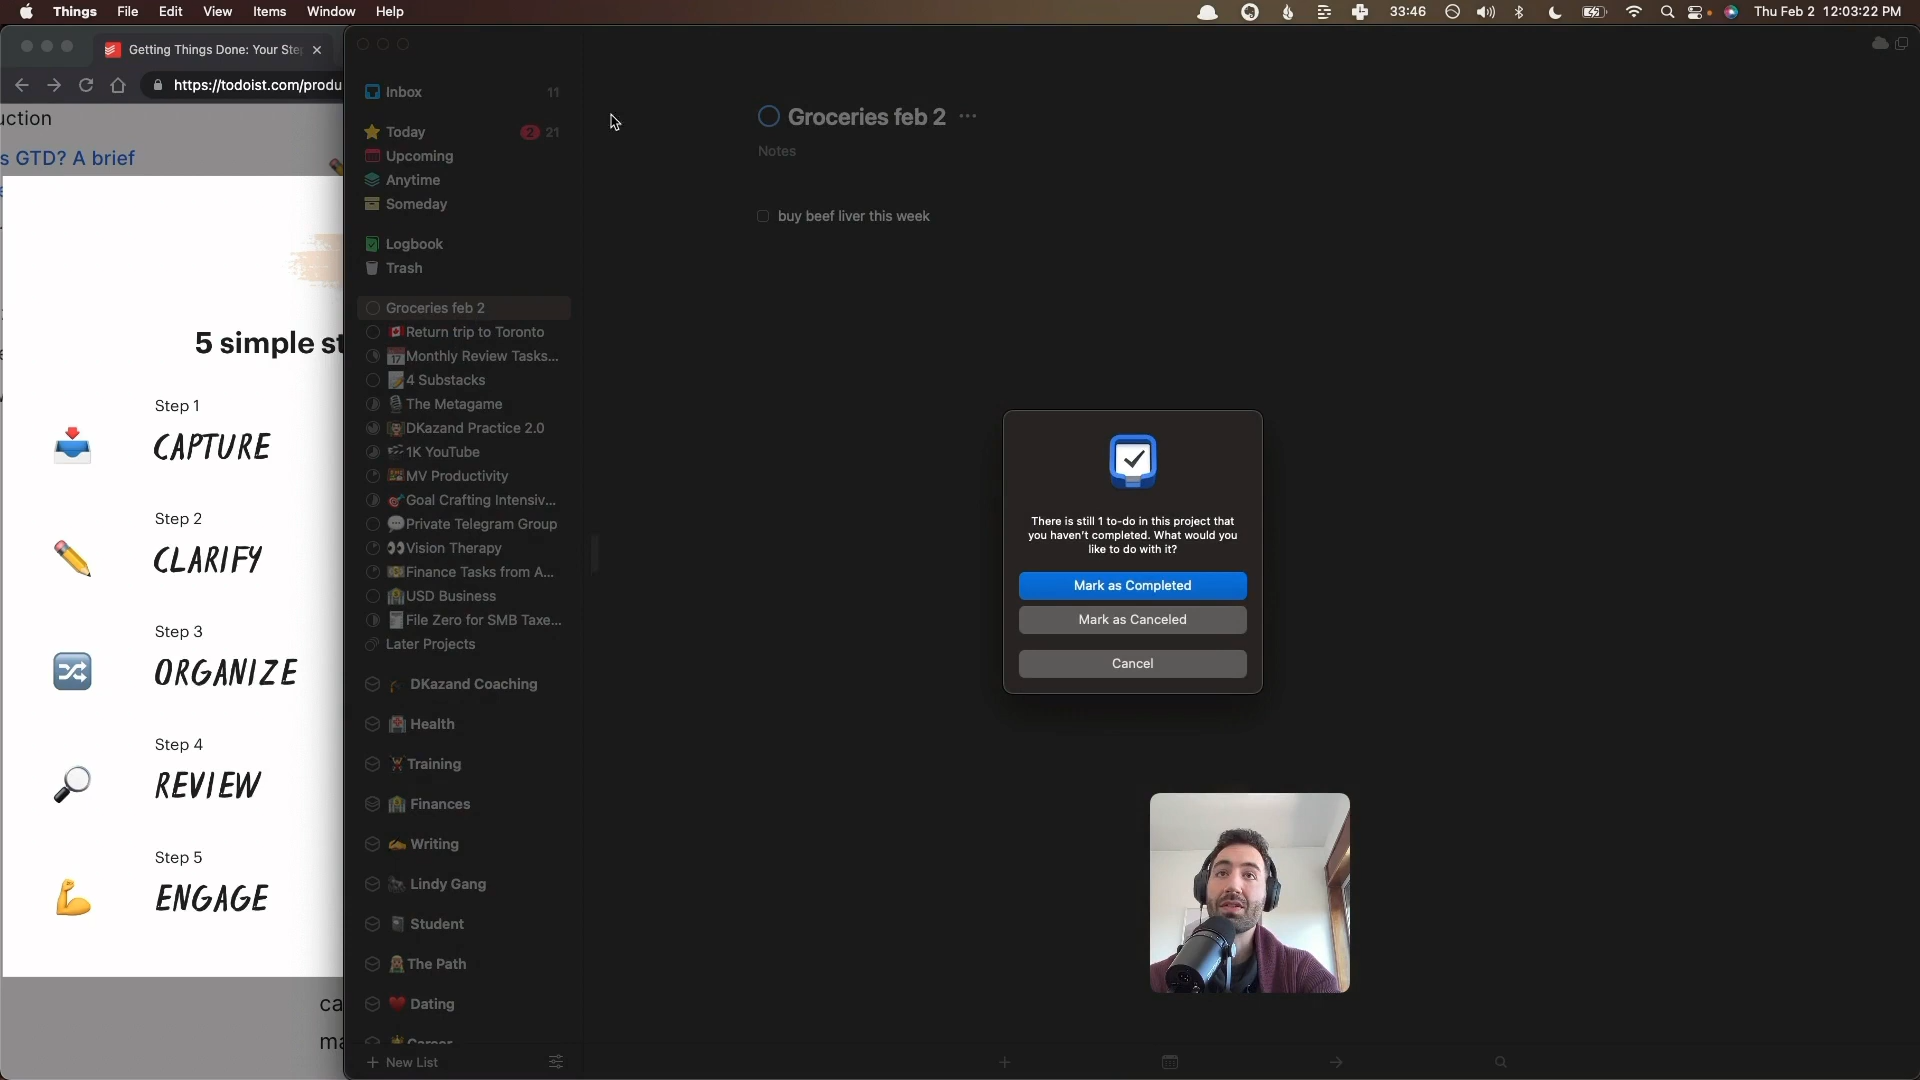 Things File Edit View Items Window Help
33:46
Thu Feb 2 12:03:22 PM
Getting Things Done: Your Ste
https://todoist.com/produ
uction
s GTD? A brief
5 simple st
Step 1
CAPTURE
Step 2
CLARIFY
Step 3
ORGANIZE
Step 4
REVIEW
Step 5
ENGAGE
ca
ma
Inbox 11
Today 2 21
Upcoming
Anytime
Someday
Logbook
Trash
Groceries feb 2
Return trip to Toronto
Monthly Review Tasks...
4 Substacks
The Metagame
DKazand Practice 2.0
1K YouTube
MV Productivity
Goal Crafting Intensiv...
Private Telegram Group
Vision Therapy
Finance Tasks from A...
USD Business
File Zero for SMB Taxe...
Later Projects
DKazand Coaching
Health
Training
Finances
Writing
Lindy Gang
Student
The Path
Dating
Career
New List
Groceries feb 2
Notes
buy beef liver this week
There is still 1 to-do in this project that
you haven't completed. What would you
like to do with it?
Mark as Completed
Mark as Canceled
Cancel